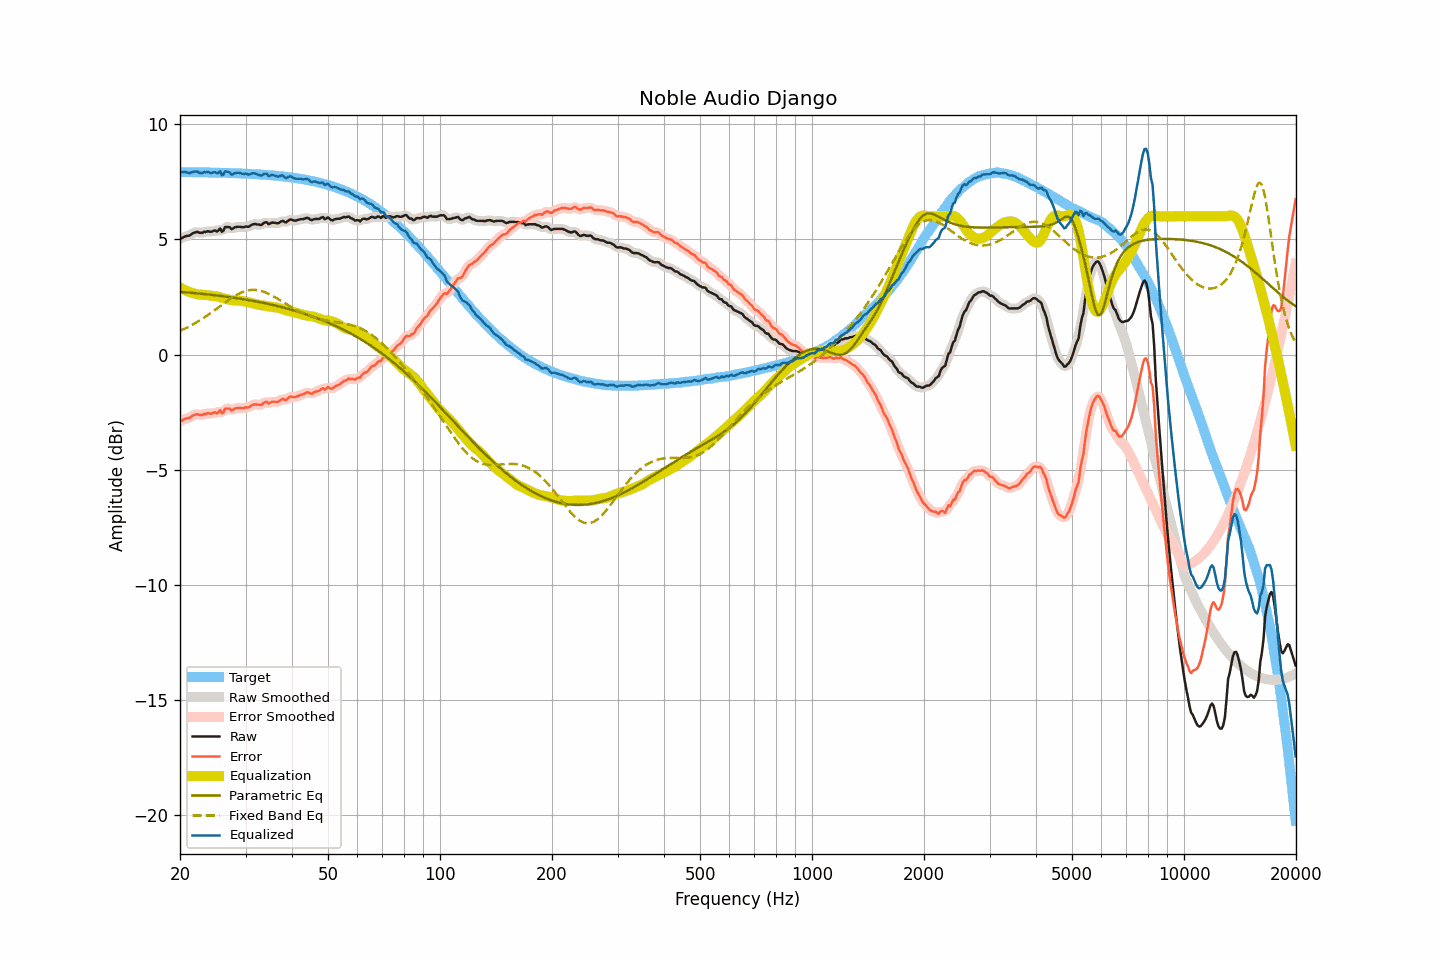 Noble Audio Django
Amplitude (dBr)
10
5
0
−5
−10
−15
−20
Target
Raw Smoothed
Error Smoothed
Raw
Error
Equalization
Parametric Eq
Fixed Band Eq
Equalized
20 50 100 200 500 1000 2000 5000 10000 20000
Frequency (Hz)